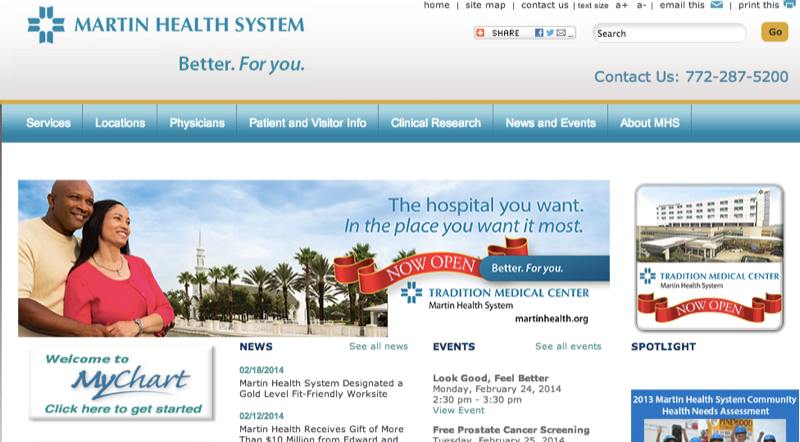 home | site map | contact us | text size a+ a- | email this | print this
MARTIN HEALTH SYSTEM
Better. For you.
SHARE ...
Search
Go
Contact Us: 772-287-5200
Services
Locations
Physicians
Patient and Visitor Info
Clinical Research
News and Events
About MHS
The hospital you want.
In the place you want it most.
NOW OPEN
Better. For you.
TRADITION MEDICAL CENTER
Martin Health System
martinhealth.org
TRADITION MEDICAL CENTER
Martin Health System
NOW OPEN
Welcome to
MyChart
Click here to get started
NEWS
See all news
02/18/2014
Martin Health System Designated a
Gold Level Fit-Friendly Worksite
02/12/2014
Martin Health Receives Gift of More
Than $10 Million from Edward and
EVENTS
See all events
Look Good, Feel Better
Monday, February 24, 2014
2:30 pm - 3:30 pm
View Event
Free Prostate Cancer Screening
Tuesday, February 25, 2014
SPOTLIGHT
2013 Martin Health System Community
Health Needs Assessment